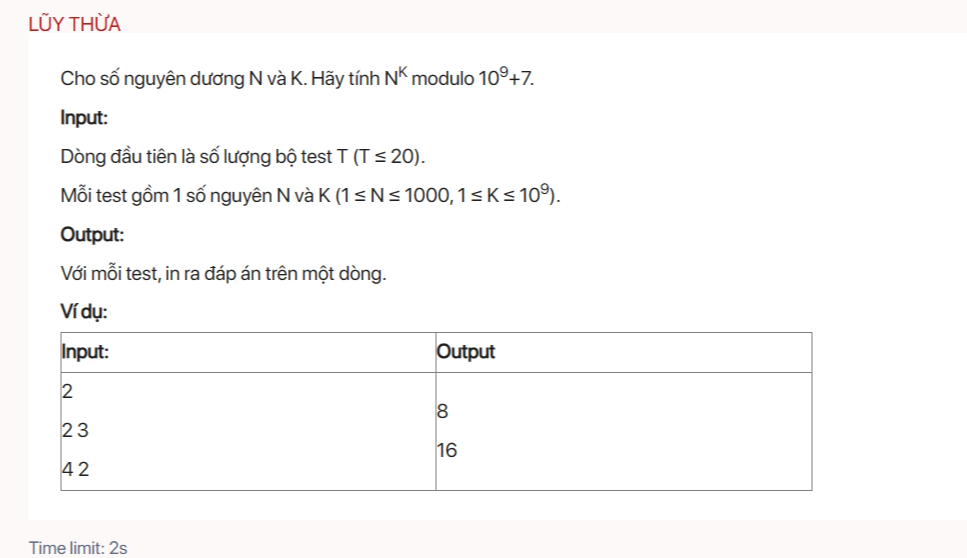 LŨY THỪA
Cho số nguyên dương N và K. Hãy tính N^K modulo 10^9+7.
Input:
Dòng đầu tiên là số lượng bộ test T (T ≤ 20).
Mỗi test gồm 1 số nguyên N và K (1 ≤ N ≤ 1000, 1 ≤ K ≤ 10^9).
Output:
Với mỗi test, in ra đáp án trên một dòng.
Ví dụ:
Input: Output
2
2 3
4 2
8
16
Time limit: 2s